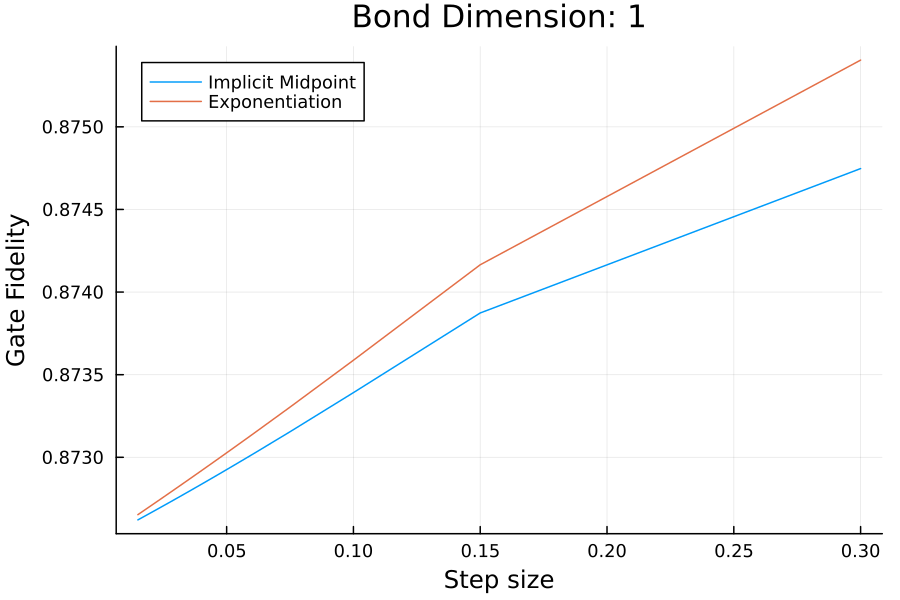 Bond Dimension: 1
Implicit Midpoint
Exponentiation
Gate Fidelity
0.8750
0.8745
0.8740
0.8735
0.8730
0.05 0.10 0.15 0.20 0.25 0.30
Step size